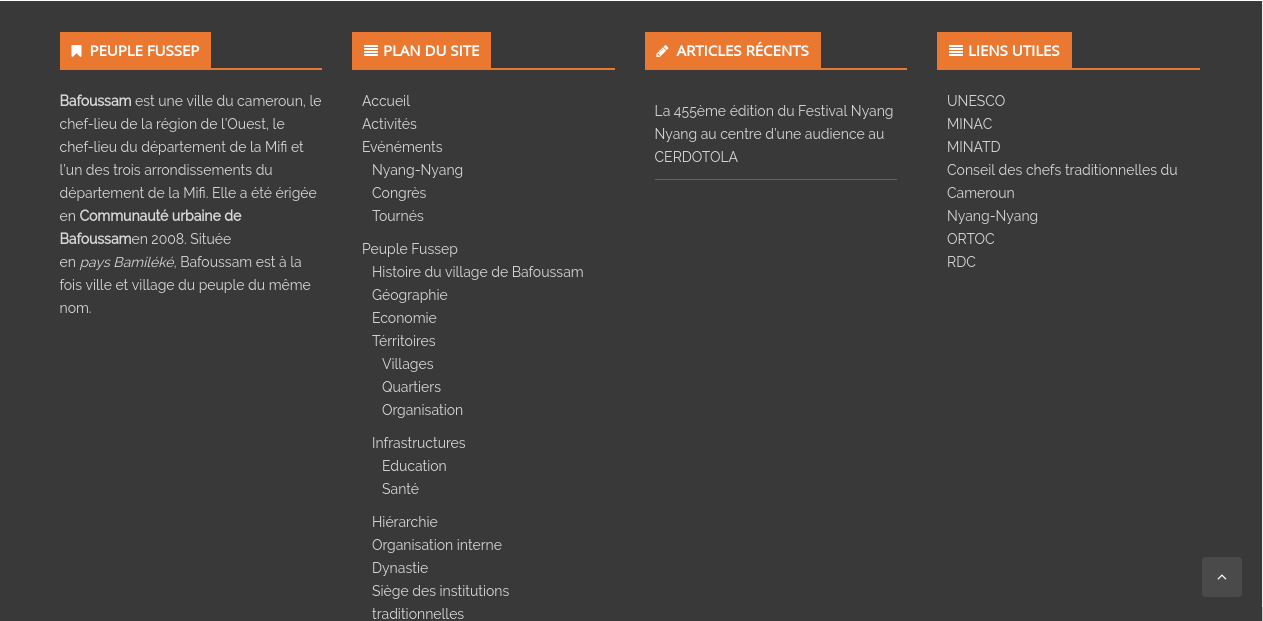 PEUPLE FUSSEP
Bafoussam est une ville du cameroun, le
chef-lieu de la région de l'Ouest, le
chef-lieu du département de la Mifi et
l'un des trois arrondissements du
département de la Mifi. Elle a été érigée
en Communauté urbaine de
Bafoussamen 2008. Située
en pays Bamiléké, Bafoussam est à la
fois ville et village du peuple du même
nom.
PLAN DU SITE
Accueil
Activités
Evénéments
Nyang-Nyang
Congrès
Tournés
Peuple Fussep
Histoire du village de Bafoussam
Géographie
Economie
Térritoires
Villages
Quartiers
Organisation
Infrastructures
Education
Santé
Hiérarchie
Organisation interne
Dynastie
Siège des institutions
traditionnelles
ARTICLES RÉCENTS
La 455ème édition du Festival Nyang
Nyang au centre d'une audience au
CERDOTOLA
LIENS UTILES
UNESCO
MINAC
MINATD
Conseil des chefs traditionnelles du
Cameroun
Nyang-Nyang
ORTOC
RDC